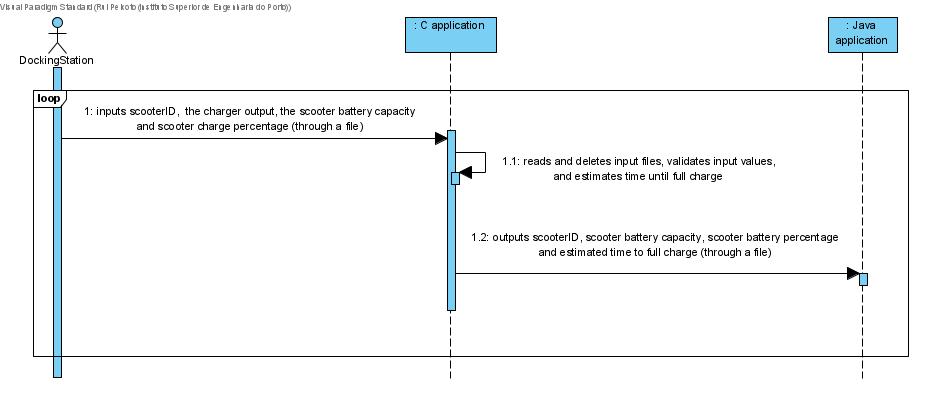 Visual Paradigm Standard (Rui Peixoto (Instituto Superior de Engenharia do Porto))
DockingStation
: C application
: Java
application
loop
1: inputs scooterID, the charger output, the scooter battery capacity
and scooter charge percentage (through a file)
1.1: reads and deletes input files, validates input values,
and estimates time until full charge
1.2: outputs scooterID, scooter battery capacity, scooter battery percentage
and estimated time to full charge (through a file)